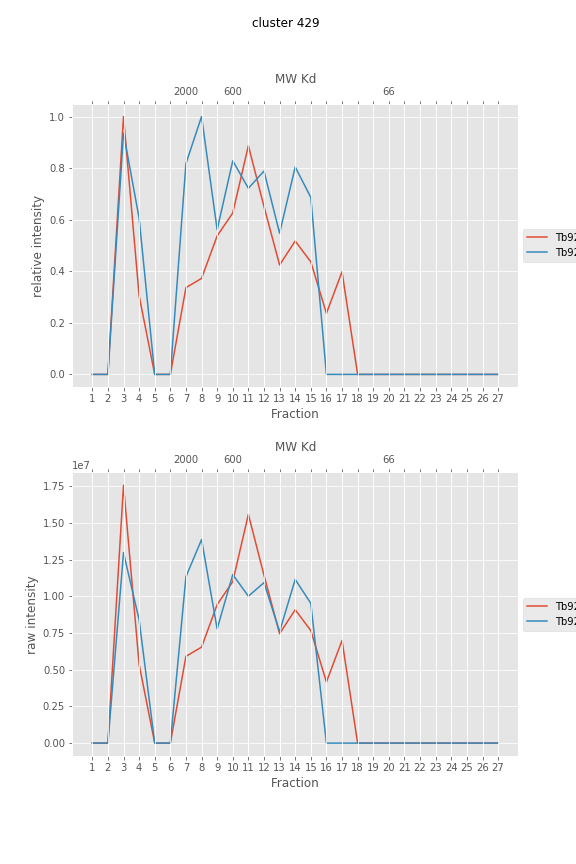 cluster 429
MW Kd
2000 600 66
1.0
0.8
0.6
0.4
0.2
0.0
relative intensity
Tb92
Tb92
1 2 3 4 5 6 7 8 9 10 11 12 13 14 15 16 17 18 19 20 21 22 23 24 25 26 27
Fraction
MW Kd
2000 600 66
1e7
1.75
1.50
1.25
1.00
0.75
0.50
0.25
0.00
raw intensity
Tb92
Tb92
1 2 3 4 5 6 7 8 9 10 11 12 13 14 15 16 17 18 19 20 21 22 23 24 25 26 27
Fraction